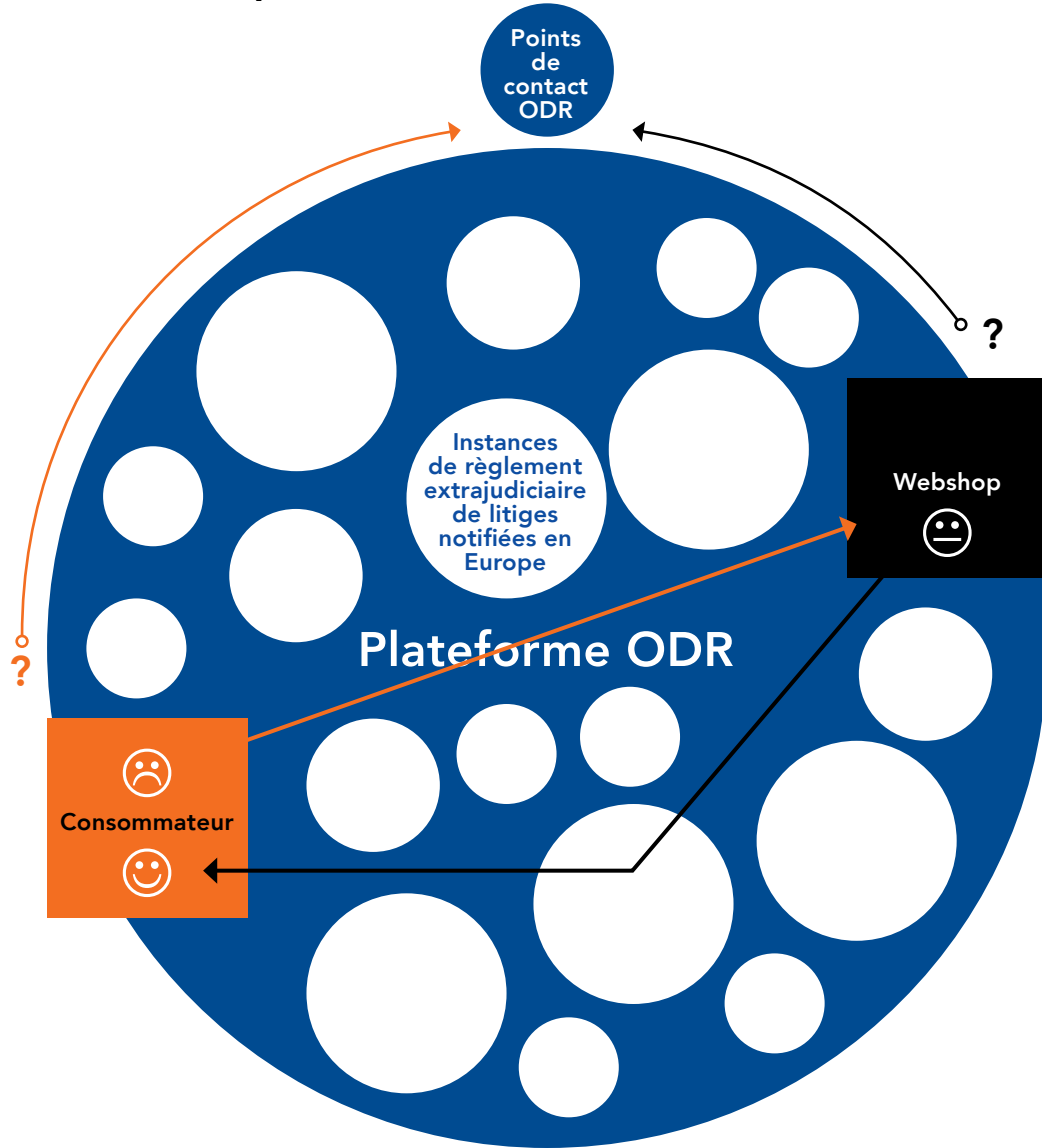 Points
de
contact
ODR
?
Instances
de règlement
extrajudiciaire
de litiges
notifiées en
Europe
Webshop
Plateforme ODR
?
Consommateur